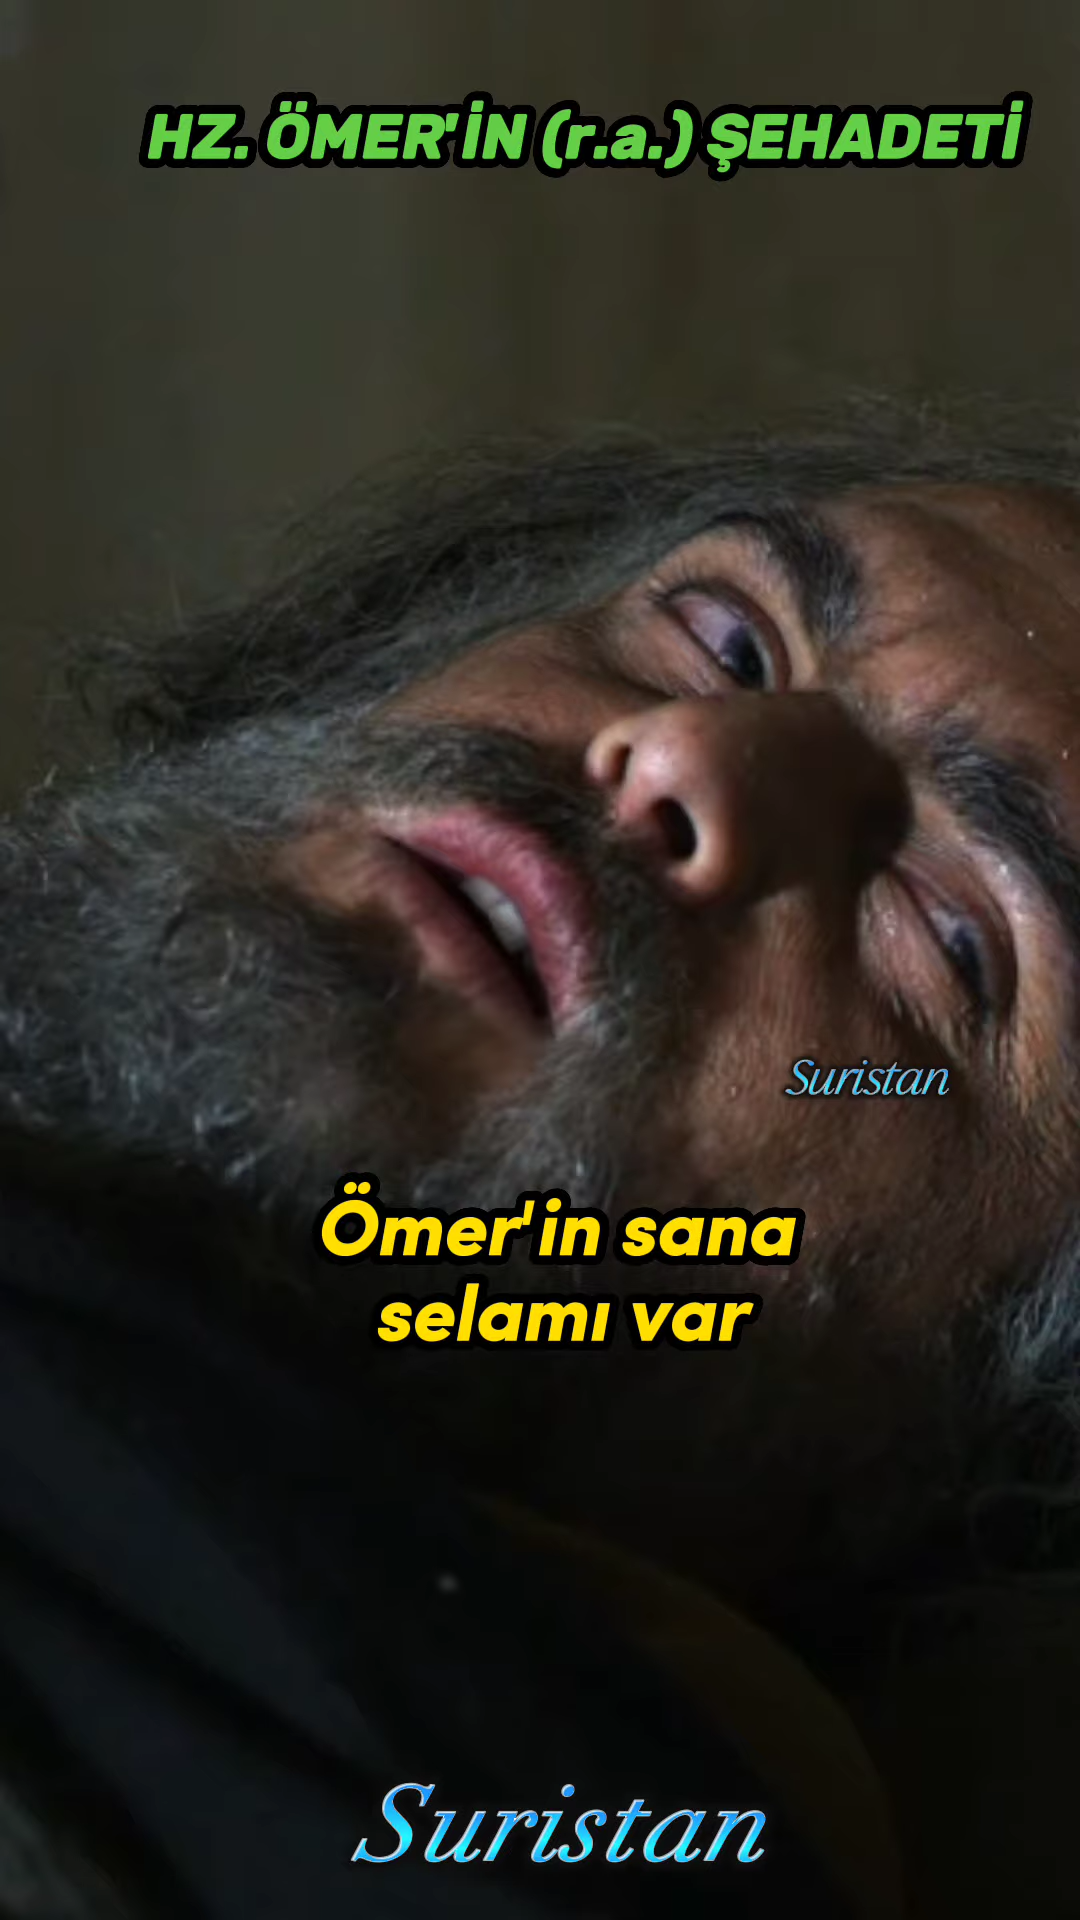 HZ. ÖMER'İN (r.a.) ŞEHADETİ
Suristan
Ömer'in sana
selamı var
Suristan